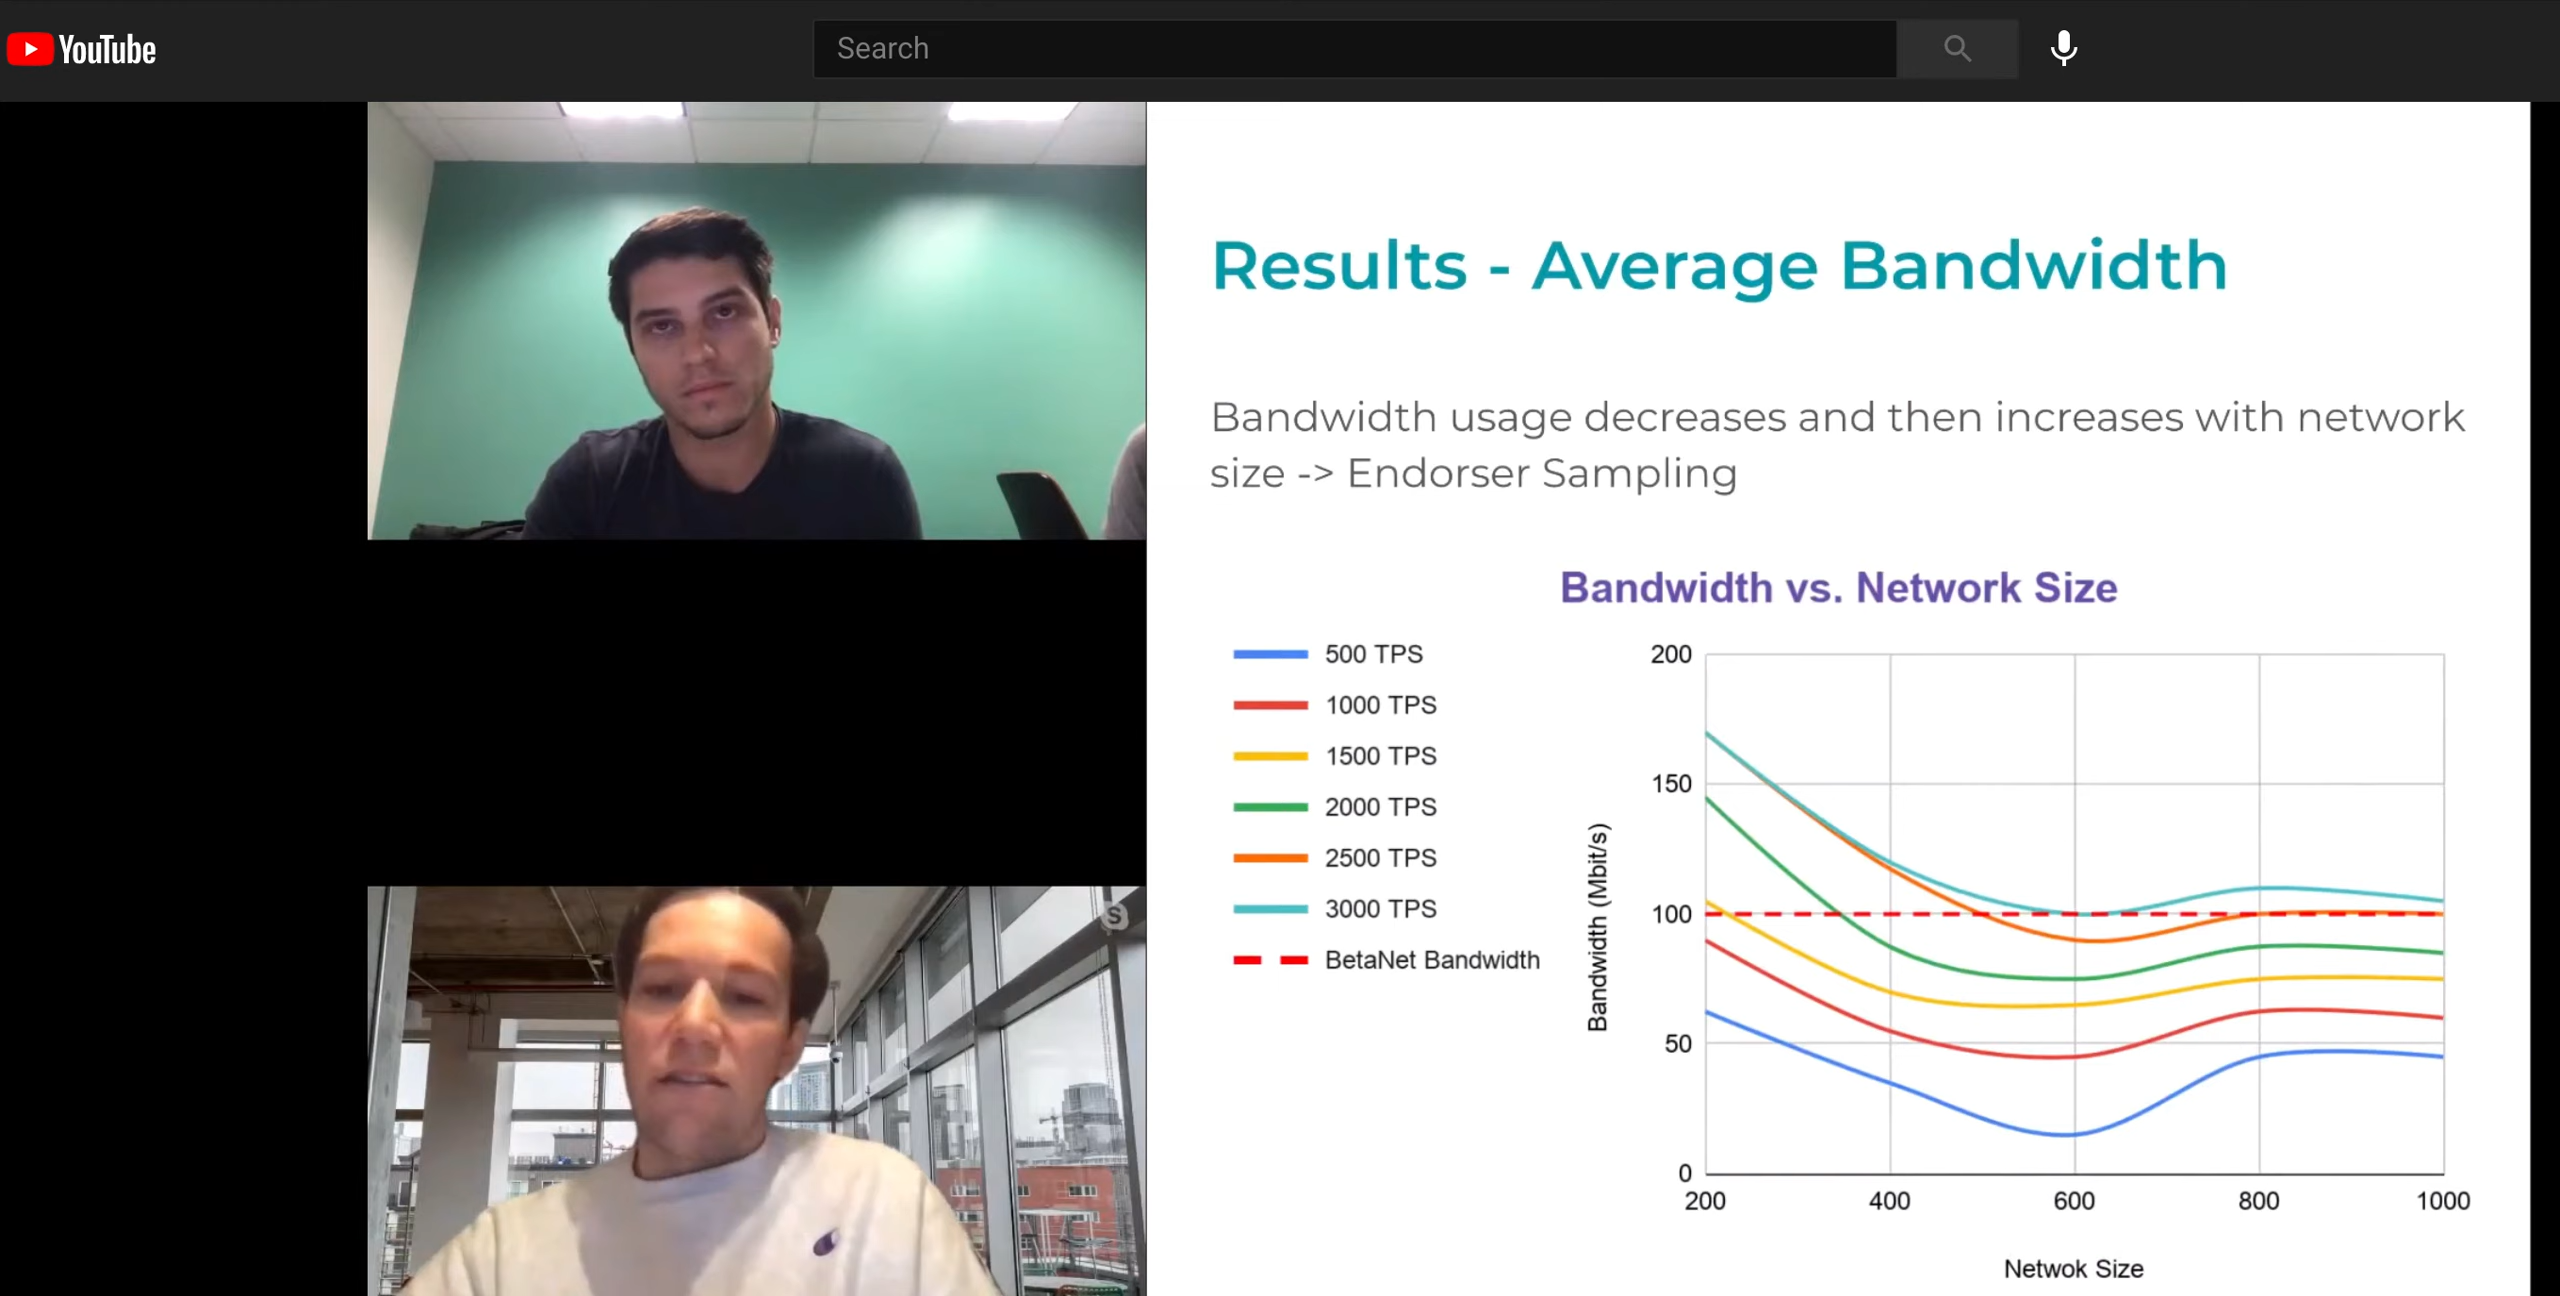 YouTube
Search
Results - Average Bandwidth
Bandwidth usage decreases and then increases with network
size -> Endorser Sampling
Bandwidth vs. Network Size
500 TPS
1000 TPS
1500 TPS
2000 TPS
2500 TPS
3000 TPS
BetaNet Bandwidth
Bandwidth (Mbit/s)
200
150
100
50
0
200 400 600 800 1000
Netwok Size
S